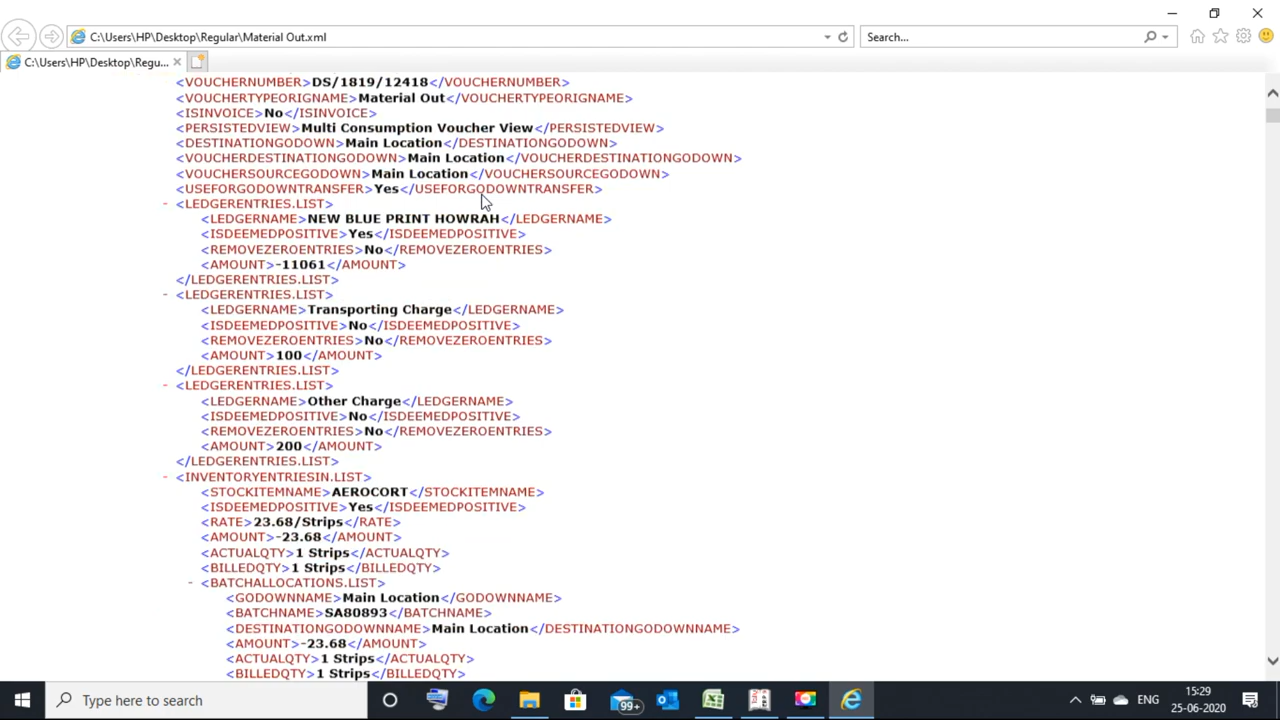 C:\Users\HP\Desktop\Regular\Material Out.xml
Search...
C:\Users\HP\Desktop\Regu...
<VOUCHERNUMBER>DS/1819/12418</VOUCHERNUMBER>
<VOUCHERTYPEORIGNAME>Material Out</VOUCHERTYPEORIGNAME>
<ISINVOICE>No</ISINVOICE>
<PERSISTEDVIEW>Multi Consumption Voucher View</PERSISTEDVIEW>
<DESTINATIONGODOWN>Main Location</DESTINATIONGODOWN>
<VOUCHERDESTINATIONGODOWN>Main Location</VOUCHERDESTINATIONGODOWN>
<VOUCHERSOURCEGODOWN>Main Location</VOUCHERSOURCEGODOWN>
<USEFORGODOWNTRANSFER>Yes</USEFORGODOWNTRANSFER>
- <LEDGERENTRIES.LIST>
<LEDGERNAME>NEW BLUE PRINT HOWRAH</LEDGERNAME>
<ISDEEMEDPOSITIVE>Yes</ISDEEMEDPOSITIVE>
<REMOVEZEROENTRIES>No</REMOVEZEROENTRIES>
<AMOUNT>-11061</AMOUNT>
</LEDGERENTRIES.LIST>
- <LEDGERENTRIES.LIST>
<LEDGERNAME>Transporting Charge</LEDGERNAME>
<ISDEEMEDPOSITIVE>No</ISDEEMEDPOSITIVE>
<REMOVEZEROENTRIES>No</REMOVEZEROENTRIES>
<AMOUNT>100</AMOUNT>
</LEDGERENTRIES.LIST>
- <LEDGERENTRIES.LIST>
<LEDGERNAME>Other Charge</LEDGERNAME>
<ISDEEMEDPOSITIVE>No</ISDEEMEDPOSITIVE>
<REMOVEZEROENTRIES>No</REMOVEZEROENTRIES>
<AMOUNT>200</AMOUNT>
</LEDGERENTRIES.LIST>
- <INVENTORYENTRIESIN.LIST>
<STOCKITEMNAME>AEROCORT</STOCKITEMNAME>
<ISDEEMEDPOSITIVE>Yes</ISDEEMEDPOSITIVE>
<RATE>23.68/Strips</RATE>
<AMOUNT>-23.68</AMOUNT>
<ACTUALQTY>1 Strips</ACTUALQTY>
<BILLEDQTY>1 Strips</BILLEDQTY>
- <BATCHALLOCATIONS.LIST>
<GODOWNNAME>Main Location</GODOWNNAME>
<BATCHNAME>SA80893</BATCHNAME>
<DESTINATIONGODOWNNAME>Main Location</DESTINATIONGODOWNNAME>
<AMOUNT>-23.68</AMOUNT>
<ACTUALQTY>1 Strips</ACTUALQTY>
<BILLEDQTY>1 Strips</BILLEDQTY>
Type here to search
99+
ENG
15:29
25-06-2020